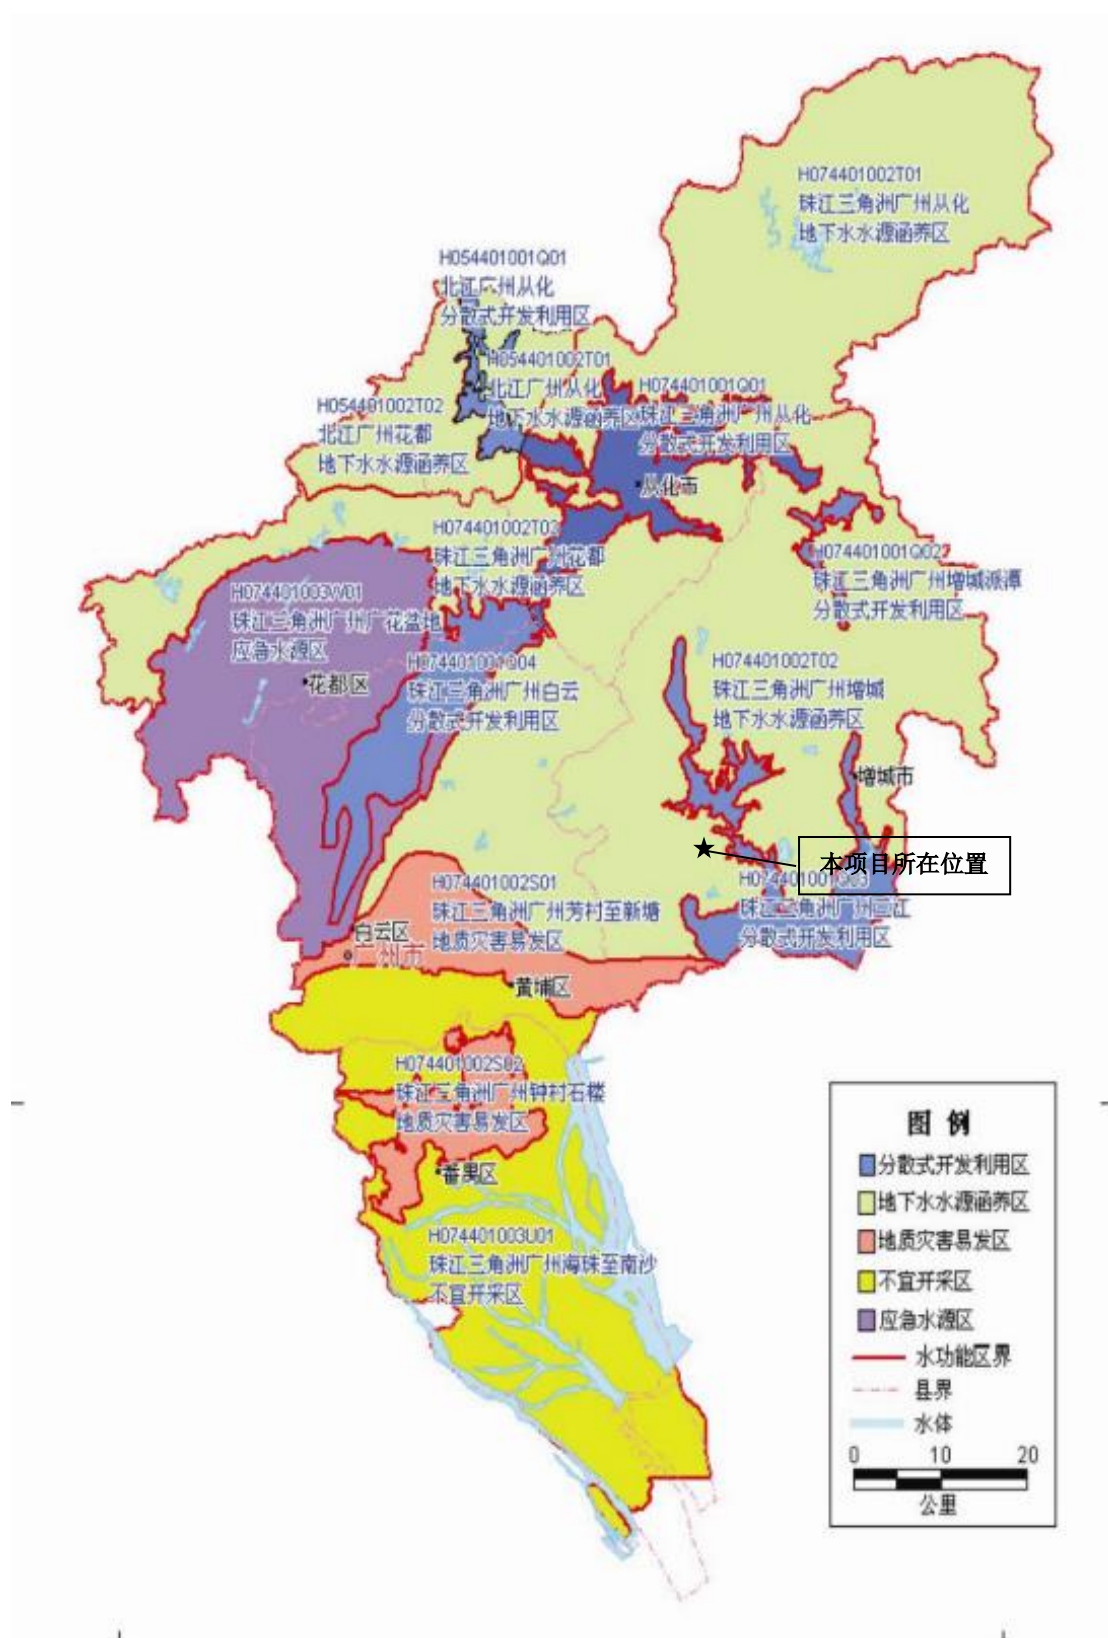 H074401002T01
珠江三角洲广州从化
地下水水源涵养区
H054401001Q01
北江广州从化
分散式开发利用区
H054401002T01
北江广州从化
地下水水源涵养区
H074401001Q01
珠江三角洲广州从化
分散式开发利用区
H054401002T02
北江广州花都
地下水水源涵养区
从化市
H074401002T03
珠江三角洲广州花都
地下水水源涵养区
H074401001Q02
珠江三角洲广州增城派潭
分散式开发利用区
H074401003W01
珠江三角洲广州广花盆地
应急水源区
花都区
H074401001Q04
珠江三角洲广州白云
分散式开发利用区
H074401002T02
珠江三角洲广州增城
地下水水源涵养区
增城市
本项目所在位置
H074401001Q03
珠江三角洲广州三江
分散式开发利用区
H074401002S01
珠江三角洲广州芳村至新塘
地质灾害易发区
白云区
广州市
黄埔区
H074401002S02
珠江三角洲广州钟村石楼
地质灾害易发区
番禺区
H074401003U01
珠江三角洲广州海珠至南沙
不宜开采区
图 例
分散式开发利用区
地下水水源涵养区
地质灾害易发区
不宜开采区
应急水源区
水功能区界
县界
水体
0 10 20
公里